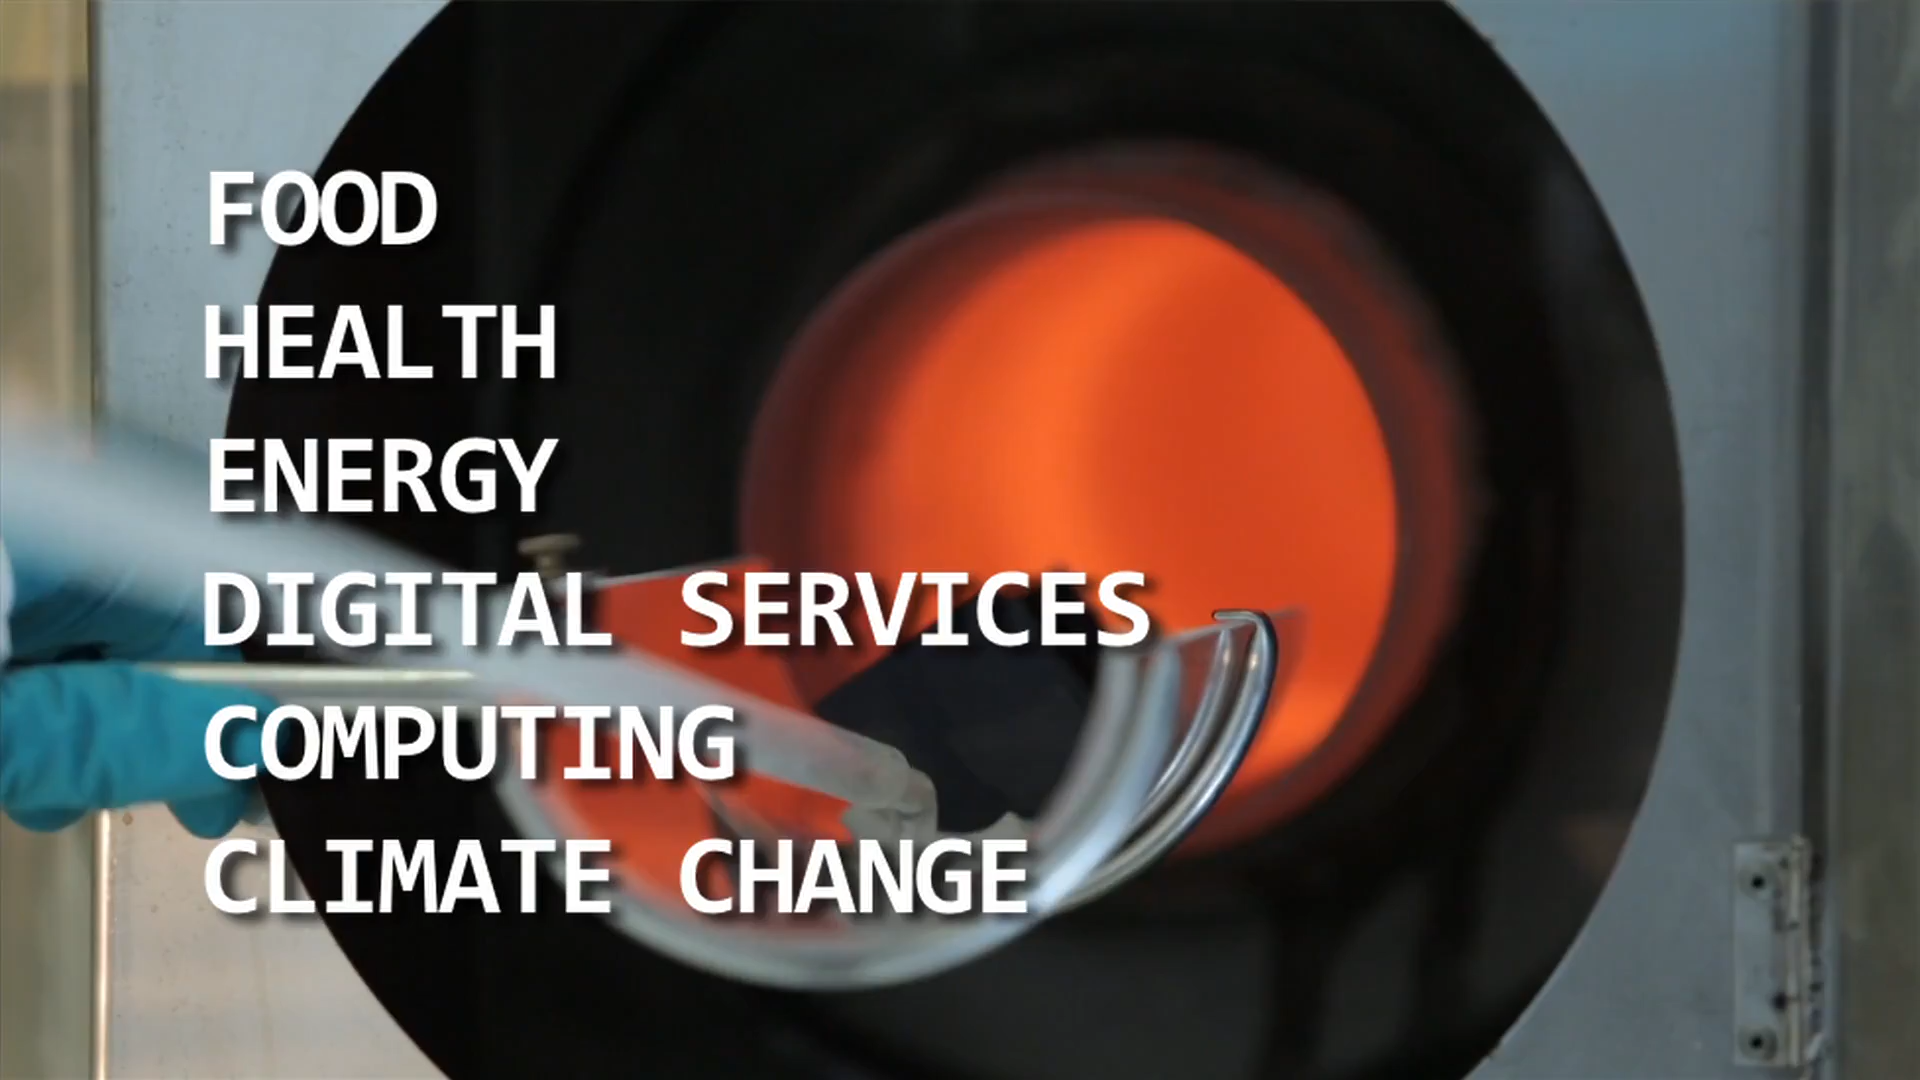 FOOD
HEALTH
ENERGY
DIGITAL SERVICES
COMPUTING
CLIMATE CHANGE